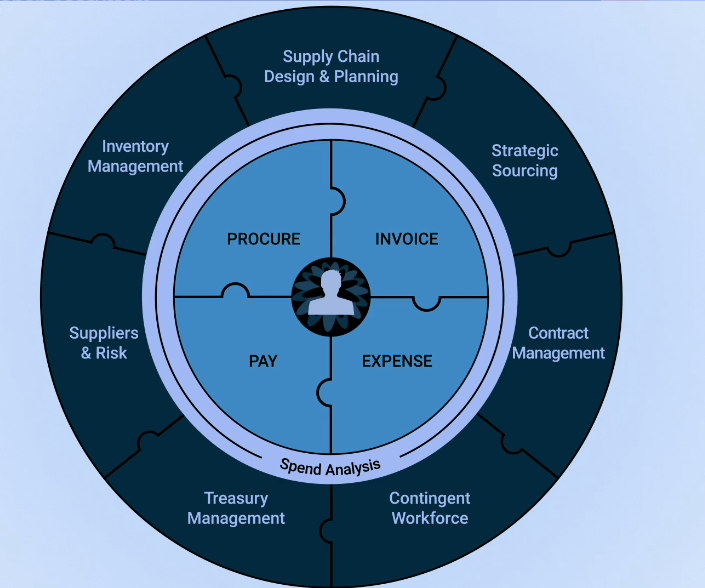 Supply Chain
Design & Planning
Inventory
Management
Strategic
Sourcing
PROCURE
INVOICE
Suppliers
& Risk
Contract
Management
PAY
EXPENSE
Spend Analysis
Treasury
Management
Contingent
Workforce